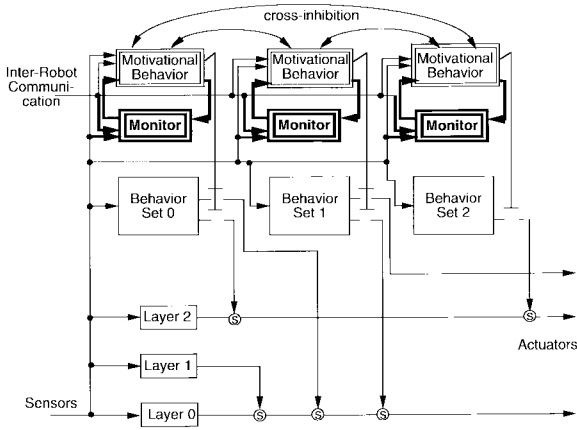 cross-inhibition
Motivational
Behavior
Motivational
Behavior
Motivational
Behavior
Inter-Robot
Communi-
cation
Monitor
Monitor
Monitor
Behavior
Set 0
Behavior
Set 1
Behavior
Set 2
Layer 2
S
S
Actuators
Layer 1
Sensors
Layer 0
S
S
S